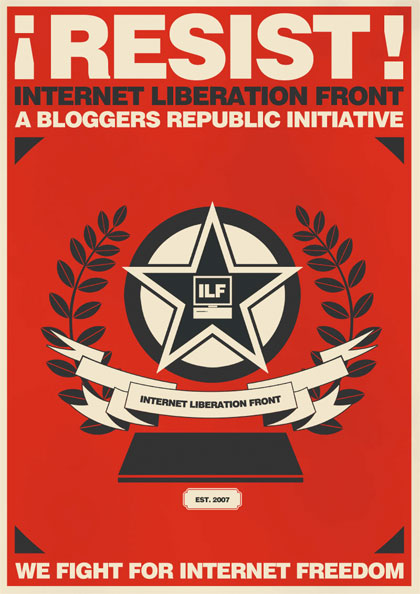 ¡RESIST!
INTERNET LIBERATION FRONT
A BLOGGERS REPUBLIC INITIATIVE
ILF
INTERNET LIBERATION FRONT
EST. 2007
WE FIGHT FOR INTERNET FREEDOM